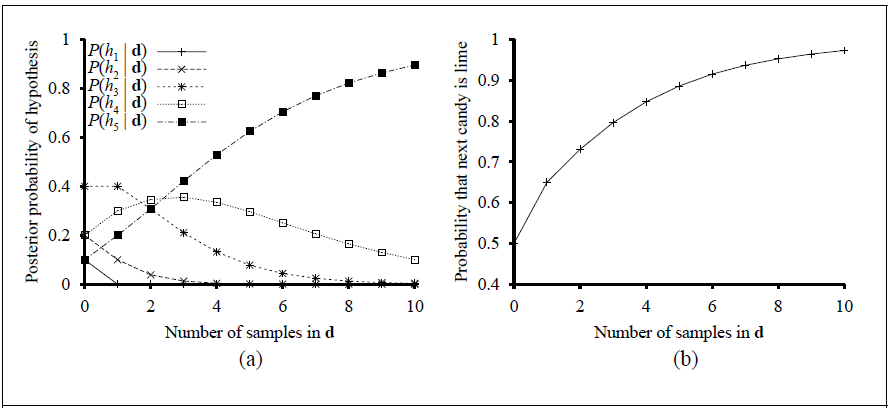 Posterior probability of hypothesis
1
0.8
0.6
0.4
0.2
0
P(h1 | d)
P(h2 | d)
P(h3 | d)
P(h4 | d)
P(h5 | d)
0 2 4 6 8 10
Number of samples in d
(a)
Probability that next candy is lime
1
0.9
0.8
0.7
0.6
0.5
0.4
0 2 4 6 8 10
Number of samples in d
(b)